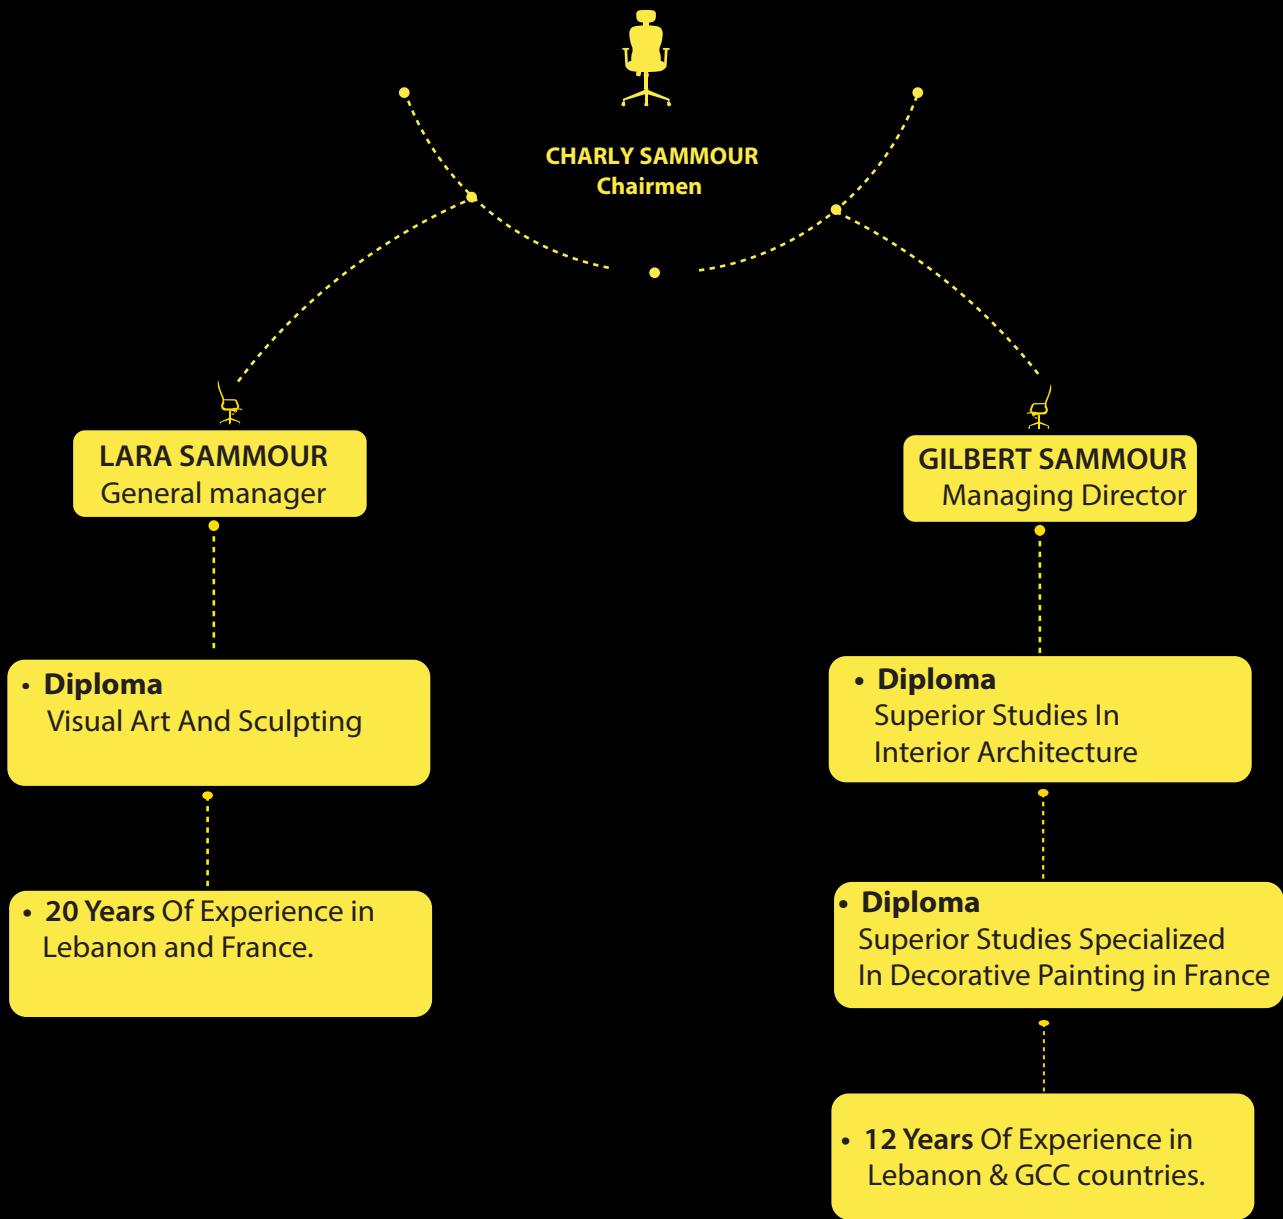 CHARLY SAMMOUR
Chairmen
LARA SAMMOUR
General manager
• Diploma
Visual Art And Sculpting
• 20 Years Of Experience in
Lebanon and France.
GILBERT SAMMOUR
Managing Director
• Diploma
Superior Studies In
Interior Architecture
• Diploma
Superior Studies Specialized
In Decorative Painting in France
• 12 Years Of Experience in
Lebanon & GCC countries.